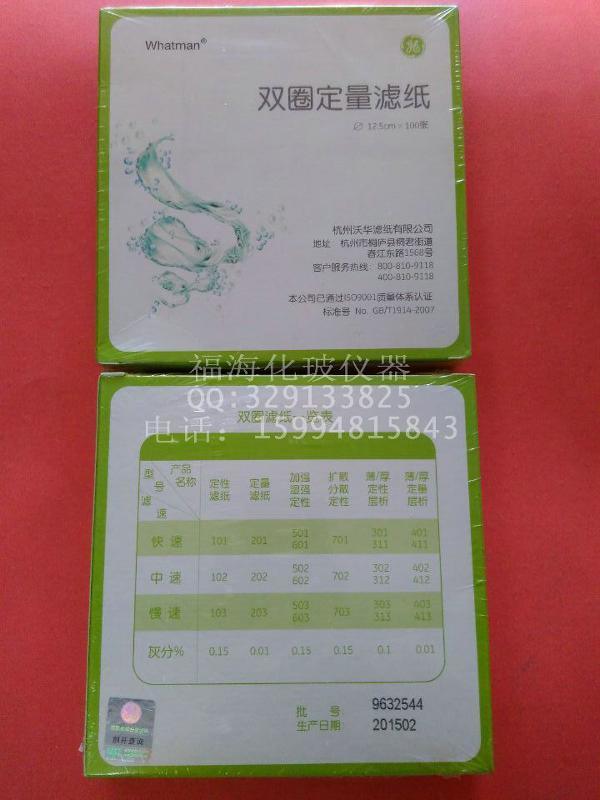 Whatman®
双圈定量滤纸
∅ 12.5cm × 100张
杭州沃华滤纸有限公司
地址: 杭州市桐庐县桐君街道
春江东路1568号
客户服务热线: 800-810-9118
400-810-9118
本公司已通过ISO9001质量体系认证
标准号 No. GB/T1914-2007
福海化玻仪器
QQ:329133825
电话: 15994815843
双圈滤纸一览表
型号 产品名称 滤速 定性滤纸 定量滤纸 加强湿强定性 扩散分散定性 薄/厚定性层析 薄/厚定量层析
快速 101 201 501 601 701 301 311 401 411
中速 102 202 502 602 702 302 312 402 412
慢速 103 203 503 603 703 303 313 403 413
灰分% 0.15 0.01 0.15 0.15 0.1 0.01
批 号: 9632544
生产日期: 201502
刮开查询